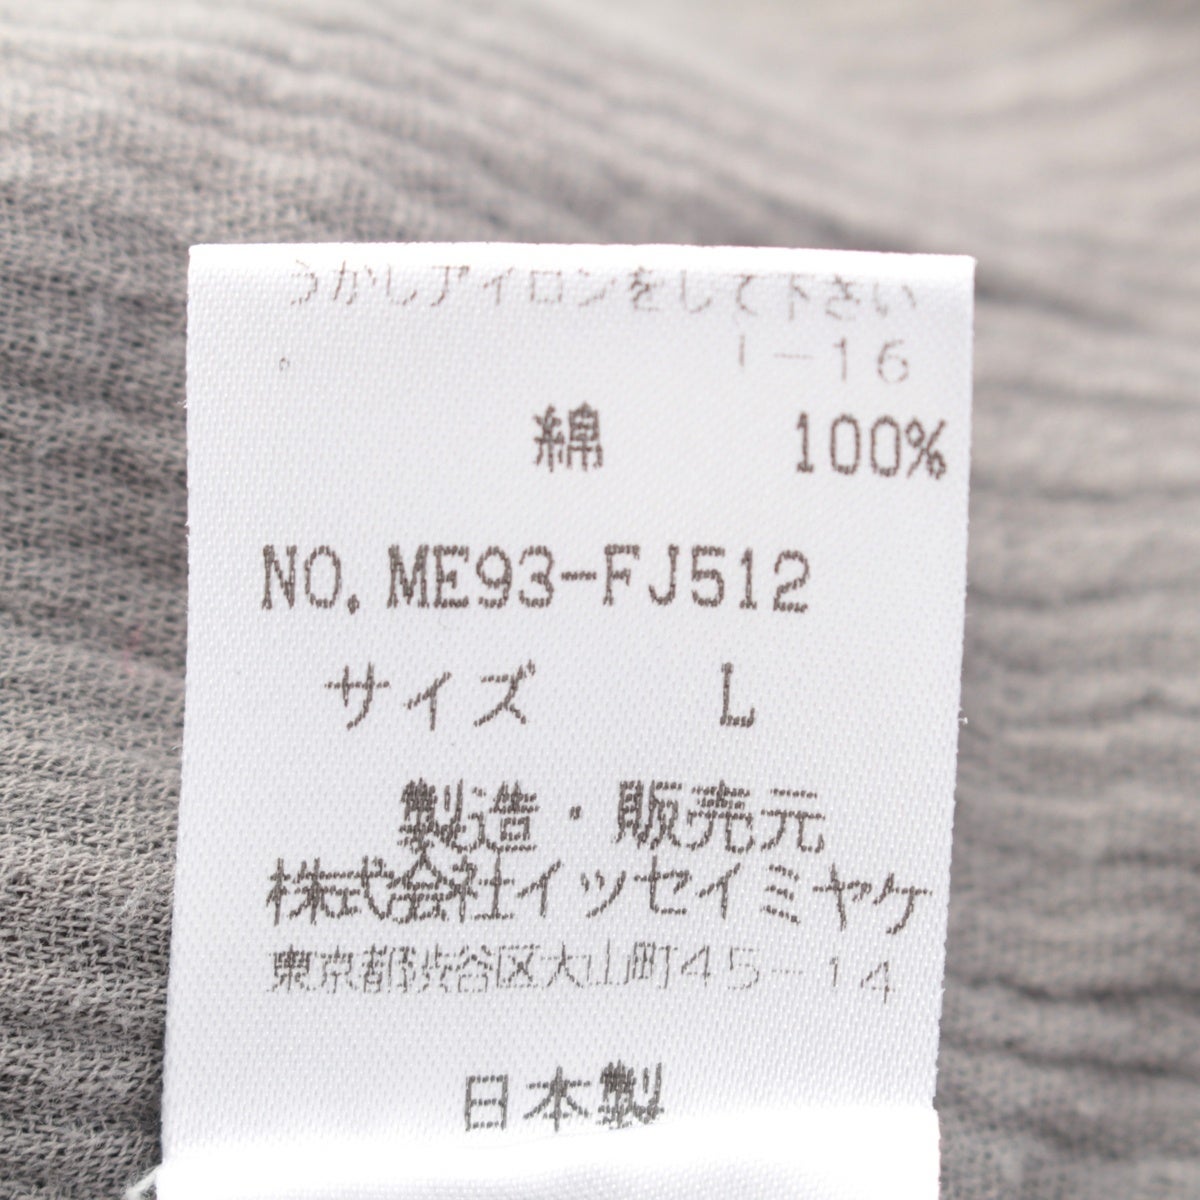 うかしアイロンをして下さい
。 I－16
綿 100%
NO.ME93-FJ512
サイズ L
製造・販売元
株式会社イッセイミヤケ
東京都渋谷区大山町45－14
日本製